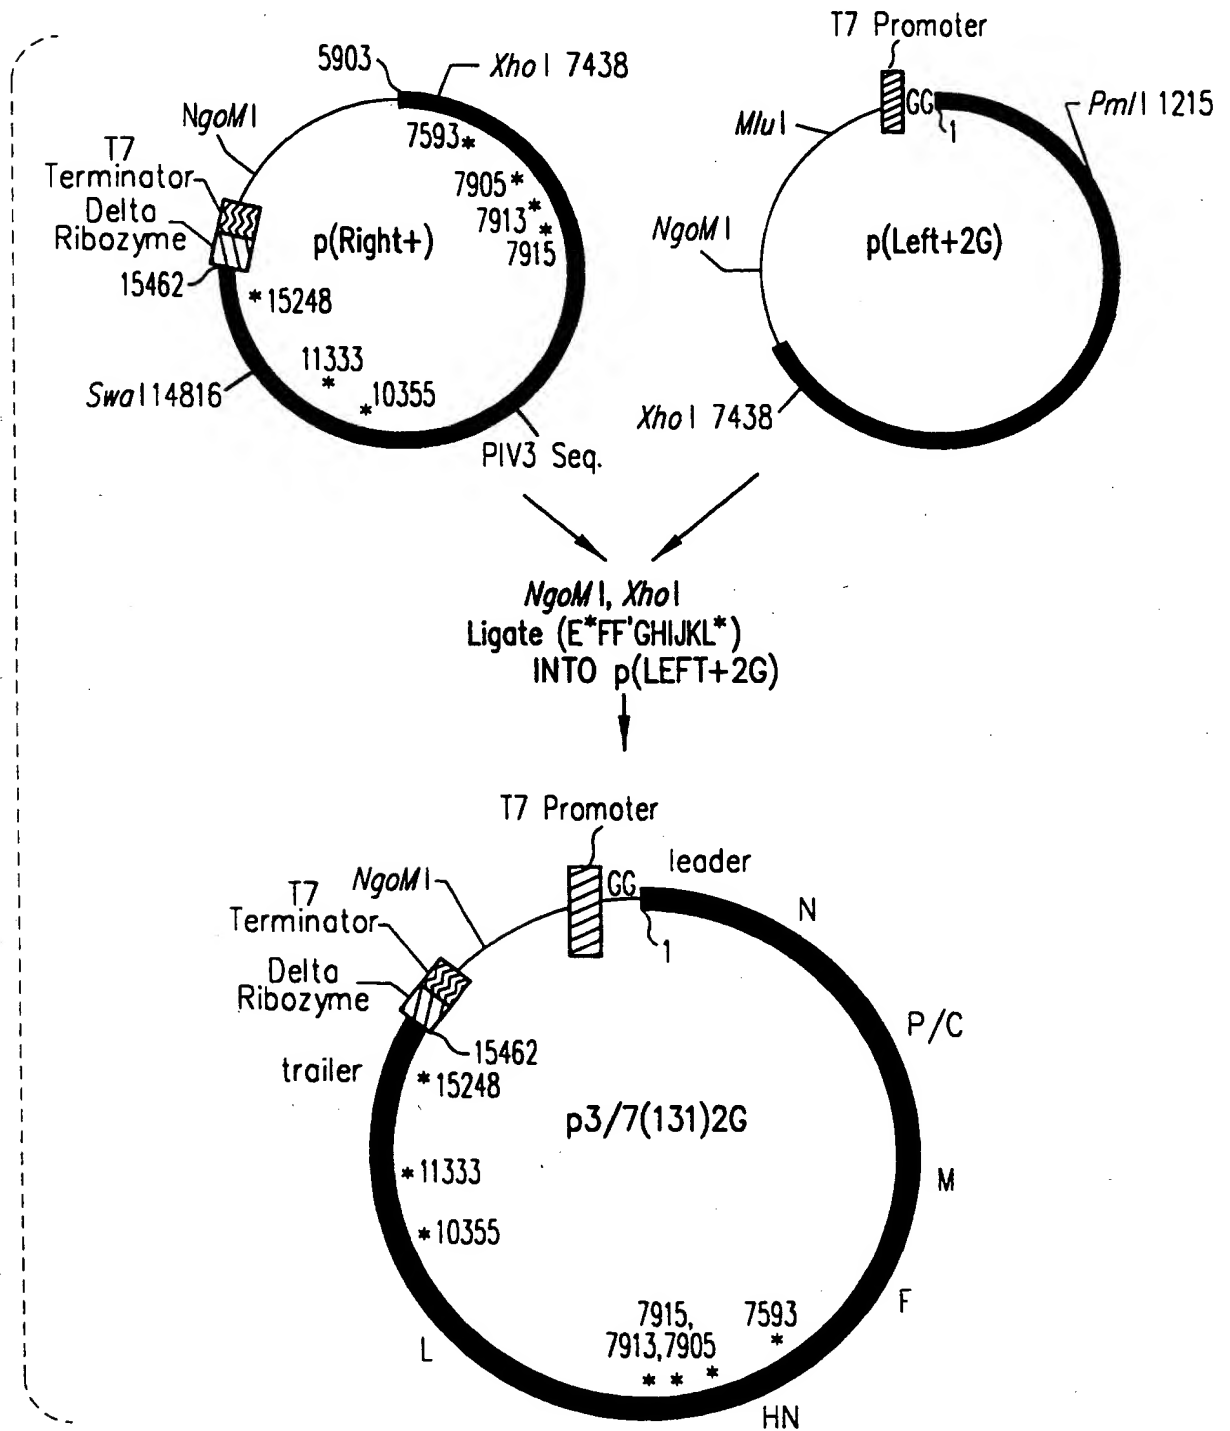 5903
XhoI 7438
NgoMI
T7
Terminator
Delta
Ribozyme
15462
7593*
7905*
7913*
*
7915
p(Right+)
*15248
11333
*
*10355
SwaI 14816
PIV3 Seq.
T7 Promoter
GG
1
PmlI 1215
MluI
NgoMI
p(Left+2G)
XhoI 7438
NgoMI, XhoI
Ligate (E*FF'GHIJKL*)
INTO p(LEFT+2G)
T7 Promoter
GG
leader
1
NgoMI
T7
Terminator
Delta
Ribozyme
15462
trailer
*15248
N
P/C
p3/7(131)2G
*11333
M
*10355
F
7915,
7913,7905
* * *
7593
*
L
HN